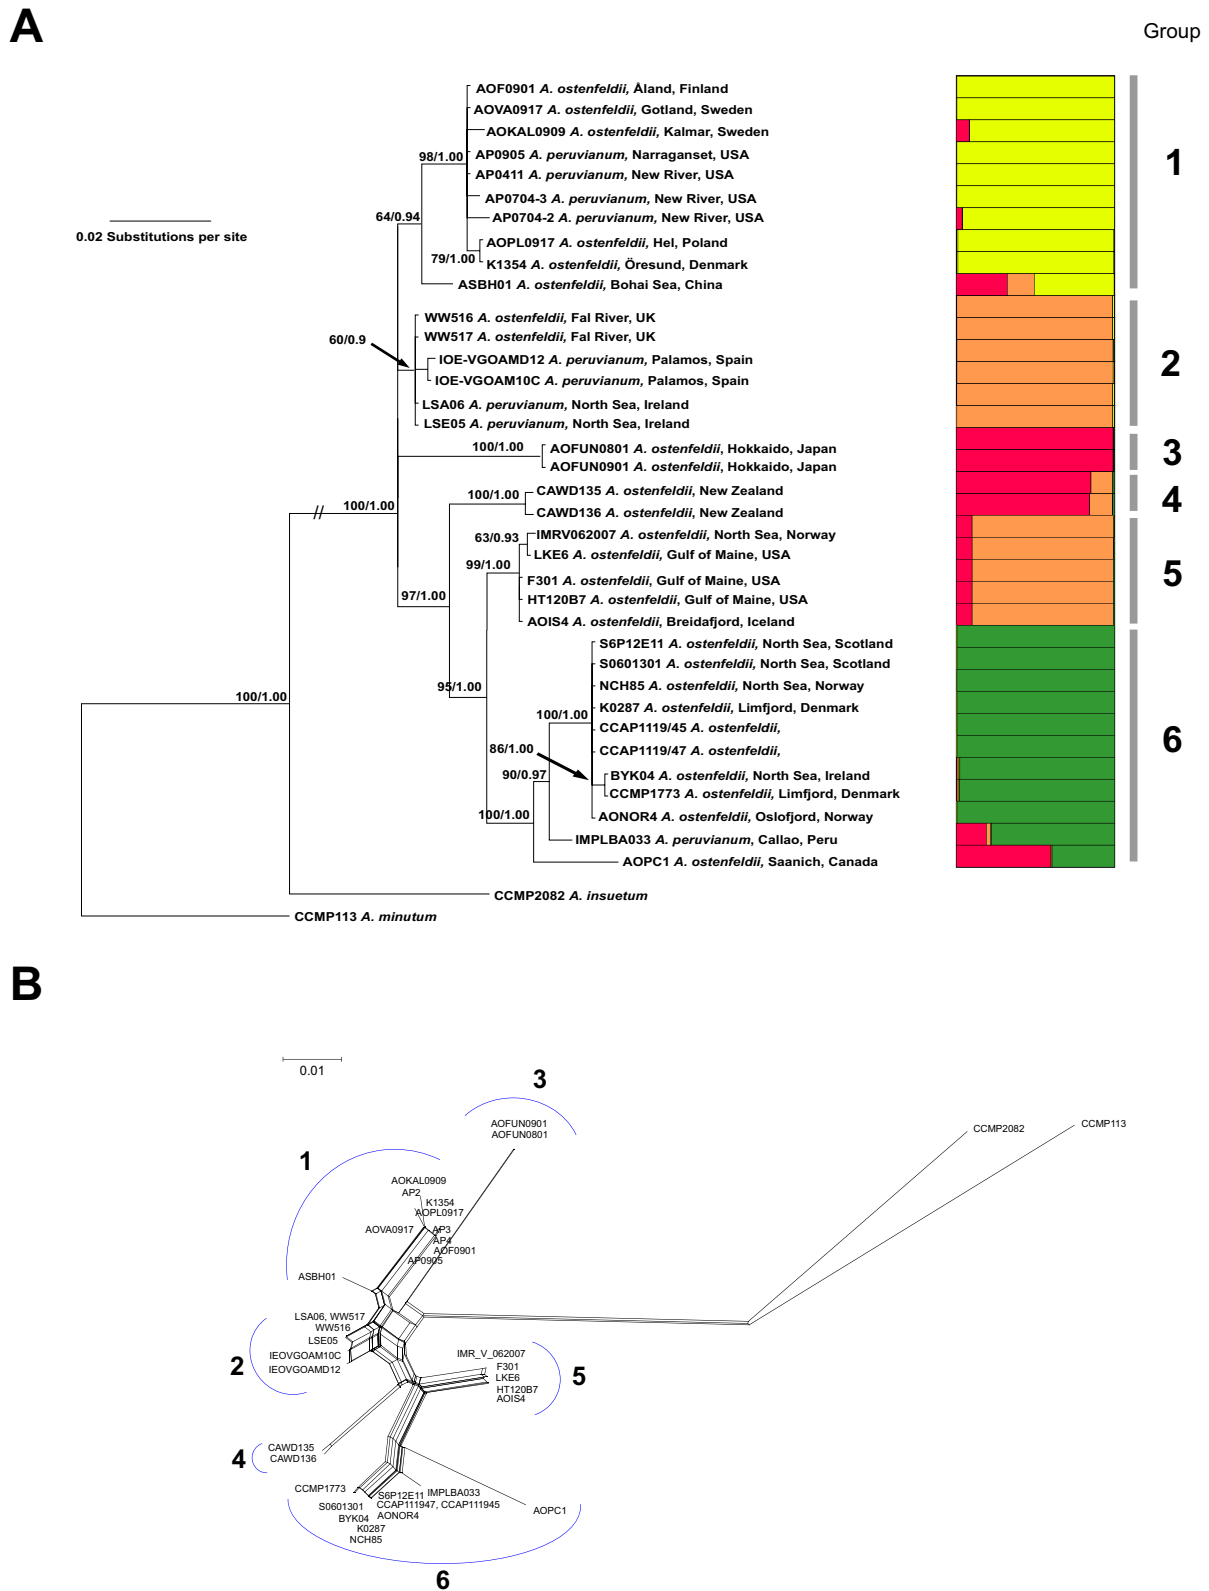 A
Group
AOF0901 A. ostenfeldii, Åland, Finland
AOVA0917 A. ostenfeldii, Gotland, Sweden
AOKAL0909 A. ostenfeldii, Kalmar, Sweden
98/1.00
AP0905 A. peruvianum, Narraganset, USA
1
AP0411 A. peruvianum, New River, USA
AP0704-3 A. peruvianum, New River, USA
64/0.94
AP0704-2 A. peruvianum, New River, USA
0.02 Substitutions per site
AOPL0917 A. ostenfeldii, Hel, Poland
79/1.00
K1354 A. ostenfeldii, Öresund, Denmark
ASBH01 A. ostenfeldii, Bohai Sea, China
WW516 A. ostenfeldii, Fal River, UK
60/0.9
WW517 A. ostenfeldii, Fal River, UK
IOE-VGOAMD12 A. peruvianum, Palamos, Spain
2
IOE-VGOAM10C A. peruvianum, Palamos, Spain
LSA06 A. peruvianum, North Sea, Ireland
LSE05 A. peruvianum, North Sea, Ireland
100/1.00
AOFUN0801 A. ostenfeldii, Hokkaido, Japan
3
AOFUN0901 A. ostenfeldii, Hokkaido, Japan
100/1.00
CAWD135 A. ostenfeldii, New Zealand
4
100/1.00
CAWD136 A. ostenfeldii, New Zealand
63/0.93
IMRV062007 A. ostenfeldii, North Sea, Norway
LKE6 A. ostenfeldii, Gulf of Maine, USA
99/1.00
5
F301 A. ostenfeldii, Gulf of Maine, USA
97/1.00
HT120B7 A. ostenfeldii, Gulf of Maine, USA
AOIS4 A. ostenfeldii, Breidafjord, Iceland
S6P12E11 A. ostenfeldii, North Sea, Scotland
S0601301 A. ostenfeldii, North Sea, Scotland
95/1.00
NCH85 A. ostenfeldii, North Sea, Norway
100/1.00
K0287 A. ostenfeldii, Limfjord, Denmark
100/1.00
CCAP1119/45 A. ostenfeldii,
6
86/1.00
CCAP1119/47 A. ostenfeldii,
90/0.97
BYK04 A. ostenfeldii, North Sea, Ireland
CCMP1773 A. ostenfeldii, Limfjord, Denmark
100/1.00
AONOR4 A. ostenfeldii, Oslofjord, Norway
IMPLBA033 A. peruvianum, Callao, Peru
AOPC1 A. ostenfeldii, Saanich, Canada
CCMP2082 A. insuetum
CCMP113 A. minutum
B
0.01
3
AOFUN0901
AOFUN0801
CCMP2082
CCMP113
1
AOKAL0909
AP2
K1354
AOPL0917
AOVA0917
AP3
AP4
AOF0901
AP0905
ASBH01
LSA06, WW517
WW516
LSE05
IEOVGOAM10C
IEOVGOAMD12
2
IMR_V_062007
F301
LKE6
HT120B7
AOIS4
5
CAWD135
CAWD136
4
CCMP1773
S6P12E11
IMPLBA033
S0601301
CCAP111947, CCAP111945
AOPC1
BYK04
AONOR4
K0287
NCH85
6